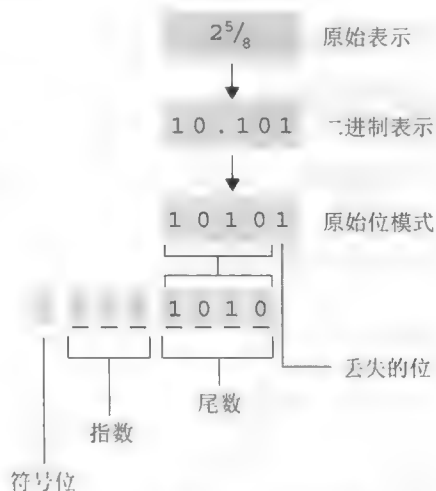 2⁵/₈ 原始表示
10.101 二进制表示
10101 原始位模式
1010
丢失的位
尾数
指数
符号位